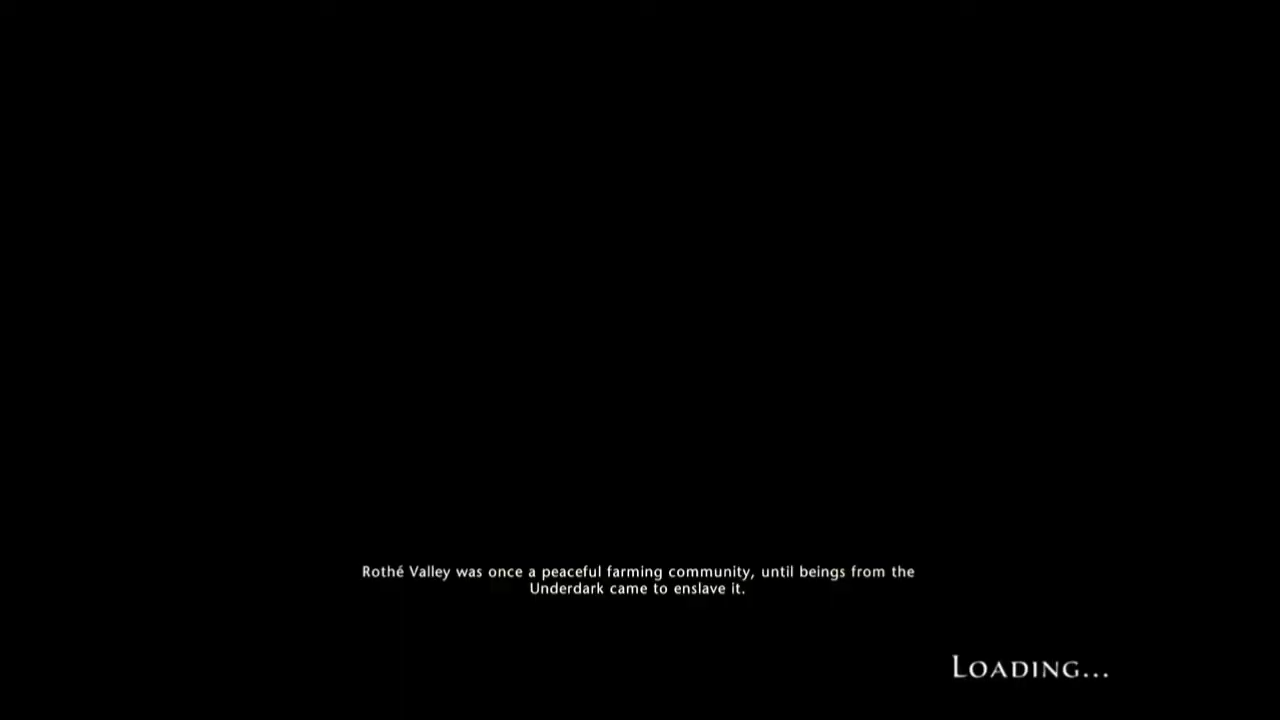 Rothé Valley was once a peaceful farming community, until beings from the
Underdark came to enslave it.
LOADING...